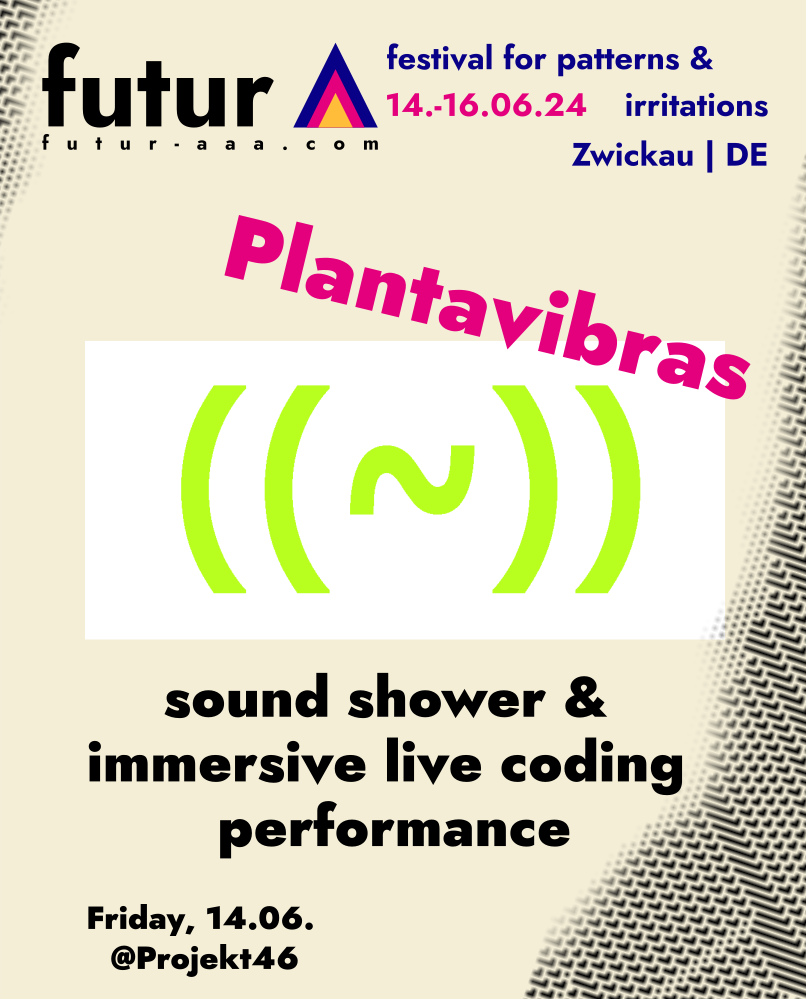 futur
futur-aaa.com
festival for patterns &
14.-16.06.24 irritations
Zwickau | DE
Plantavibras
((~))
sound shower &
immersive live coding
performance
Friday, 14.06.
@Projekt46